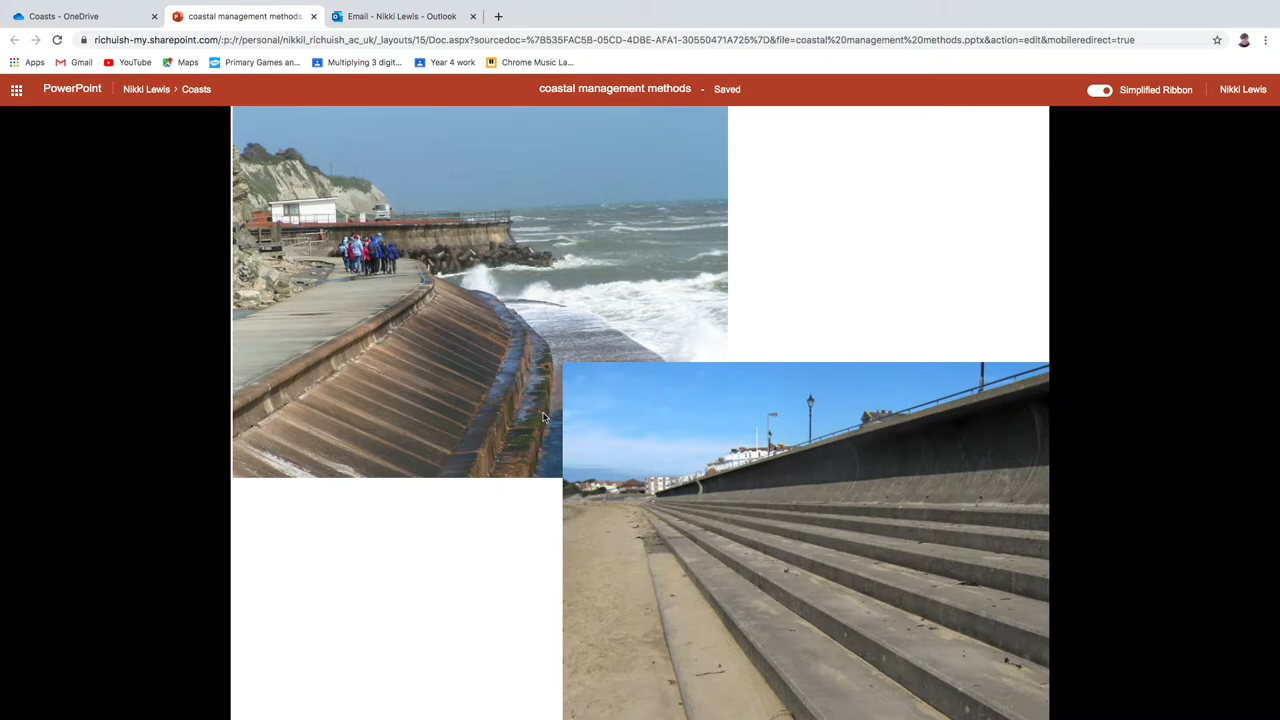 Coasts - OneDrive
coastal management methods.
Email - Nikki Lewis - Outlook
richuish-my.sharepoint.com/:p:/r/personal/nikkil_richuish_ac_uk/_layouts/15/Doc.aspx?sourcedoc=%7B535FAC5B-05CD-4DBE-AFA1-30550471A725%7D&file=coastal%20management%20methods.pptx&action=edit&mobileredirect=true
Apps
Gmail
YouTube
Maps
Primary Games an...
Multiplying 3 digit...
Year 4 work
Chrome Music La...
PowerPoint
Nikki Lewis > Coasts
coastal management methods - Saved
Simplified Ribbon
Nikki Lewis